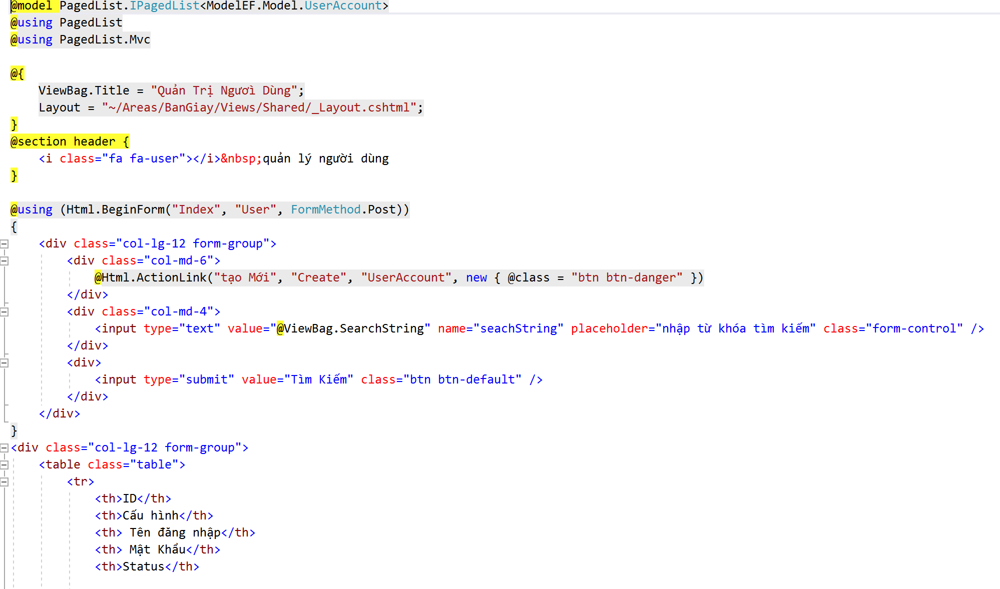 @model PagedList.IPagedList<ModelEF.Model.UserAccount>
@using PagedList
@using PagedList.Mvc
@{
ViewBag.Title = "Quản Trị Ngươì Dùng";
Layout = "~/Areas/BanGiay/Views/Shared/_Layout.cshtml";
}
@section header {
<i class="fa fa-user"></i>&nbsp;quản lý người dùng
}
@using (Html.BeginForm("Index", "User", FormMethod.Post))
{
<div class="col-lg-12 form-group">
<div class="col-md-6">
@Html.ActionLink("tạo Mới", "Create", "UserAccount", new { @class = "btn btn-danger" })
</div>
<div class="col-md-4">
<input type="text" value="@ViewBag.SearchString" name="seachString" placeholder="nhập từ khóa tìm kiếm" class="form-control" />
</div>
<div>
<input type="submit" value="Tìm Kiếm" class="btn btn-default" />
</div>
</div>
}
<div class="col-lg-12 form-group">
<table class="table">
<tr>
<th>ID</th>
<th>Cấu hình</th>
<th> Tên đăng nhập</th>
<th> Mật Khẩu</th>
<th>Status</th>